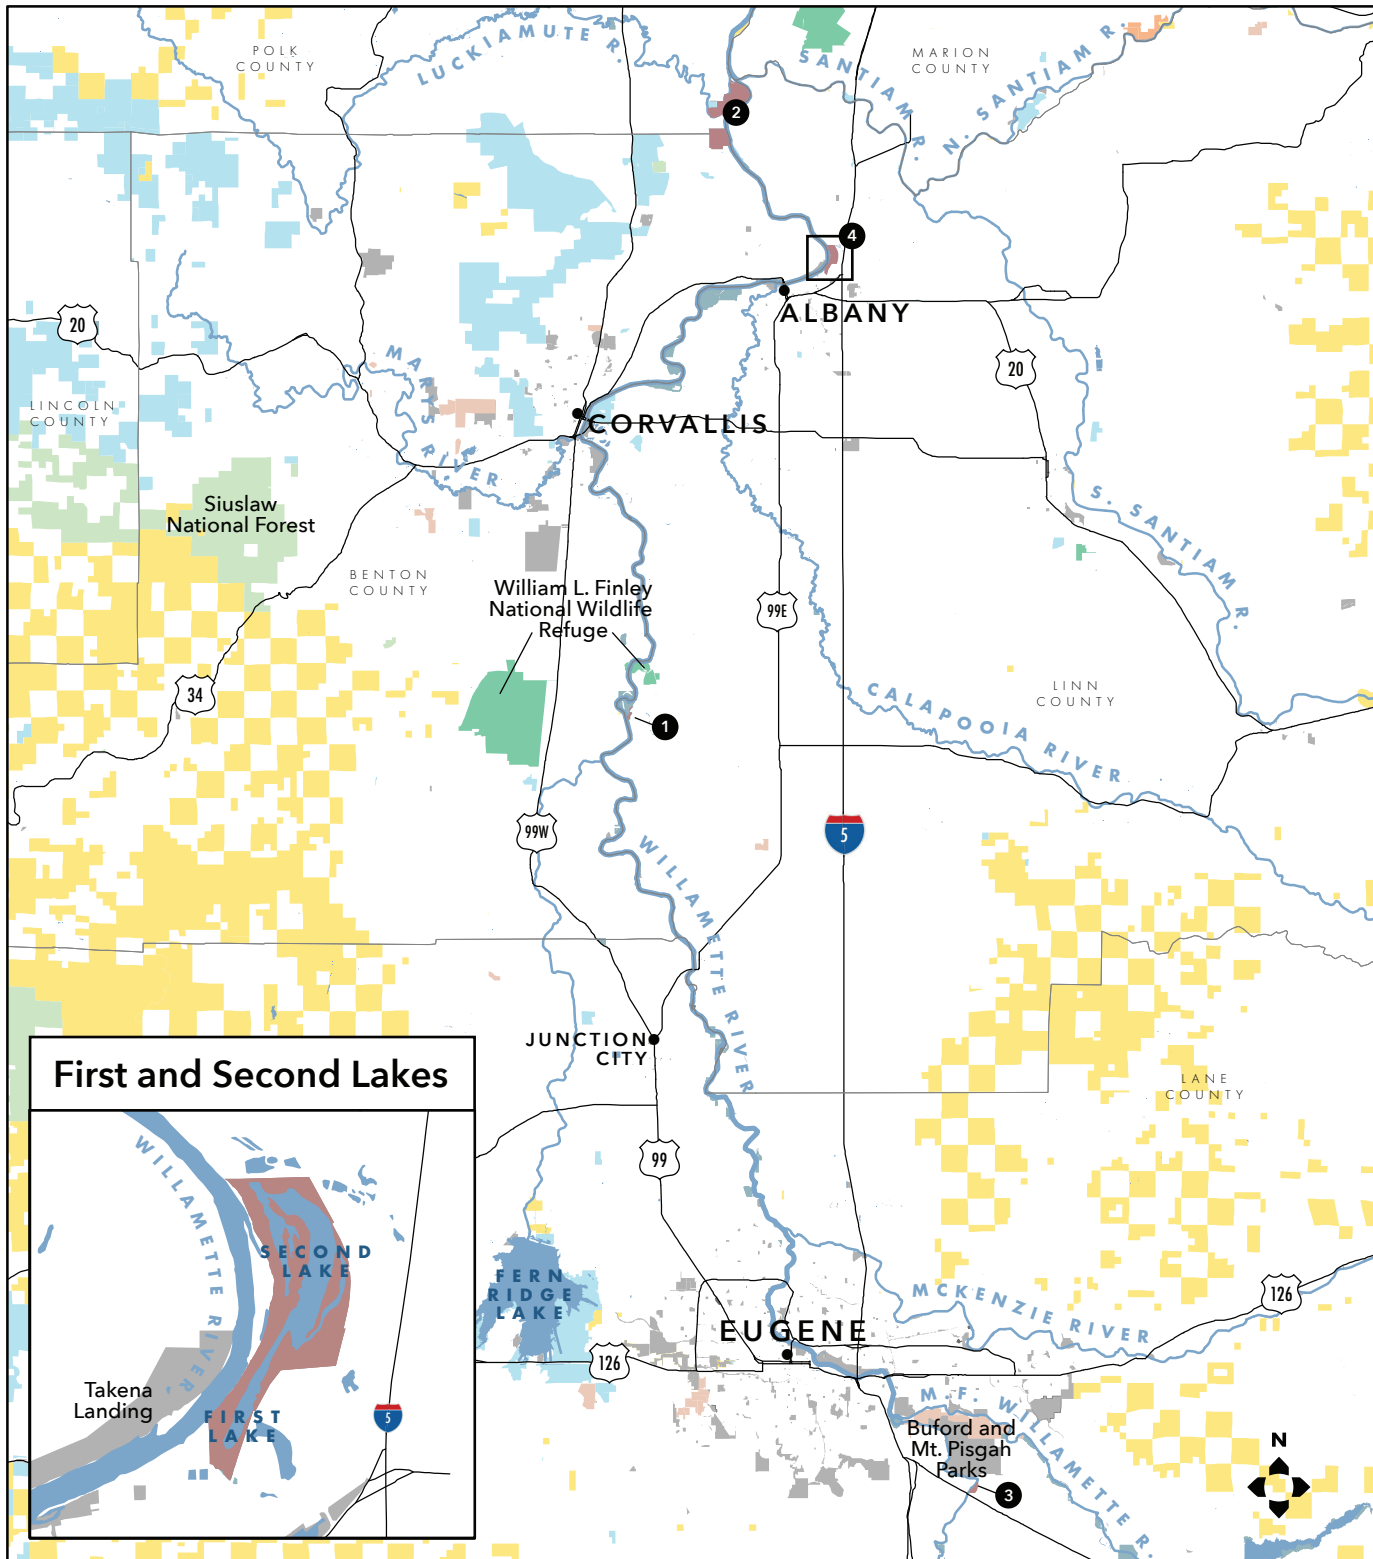 POLK
COUNTY
LUCKIAMUTE R.
SANTIAM R.
MARION
COUNTY
N. SANTIAM R.
2
4
20
ALBANY
MARYS RIVER
20
LINCOLN
COUNTY
CORVALLIS
Siuslaw
National Forest
S. SANTIAM R.
BENTON
COUNTY
William L. Finley
National Wildlife
Refuge
99E
34
LINN
COUNTY
CALAPOOIA RIVER
1
99W
5
WILLAMETTE RIVER
JUNCTION
CITY
LANE
COUNTY
First and Second Lakes
99
WILLAMETTE RIVER
SECOND
LAKE
FERN
RIDGE
LAKE
MCKENZIE RIVER
126
EUGENE
126
Takena
Landing
FIRST
LAKE
5
M.F. WILLAMETTE R.
Buford and
Mt. Pisgah
Parks
3
N